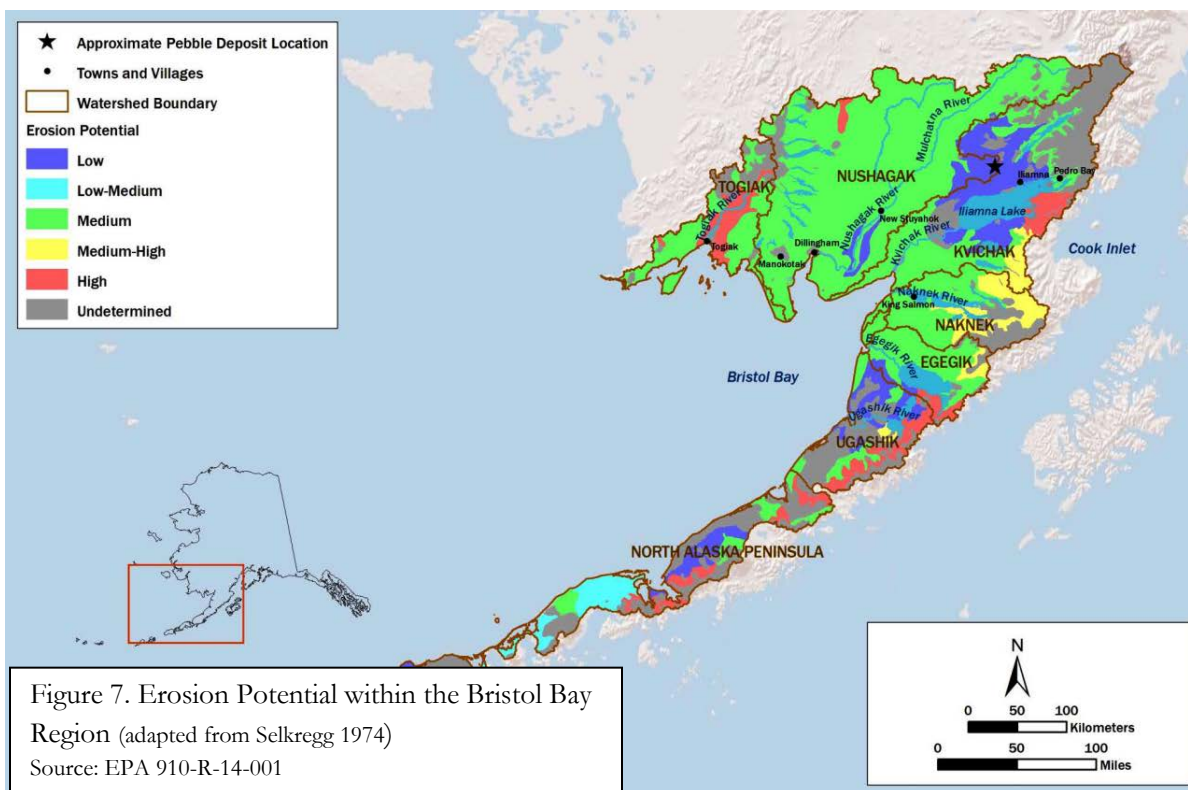 Approximate Pebble Deposit Location
Towns and Villages
Watershed Boundary
Erosion Potential
Low
Low-Medium
Medium
Medium-High
High
Undetermined
Mulchatna River
TOGIAK
NUSHAGAK
Iliamna
Pedro Bay
Togiak River
Nushagak River
New Stuyahok
Iliamna Lake
Togiak
Dillingham
Kvichak River
KVICHAK
Cook Inlet
Manokotak
Naknek River
King Salmon
NAKNEK
Egegik River
EGEGIK
Bristol Bay
Ugashik River
UGASHIK
NORTH ALASKA PENINSULA
N
0 50 100
Kilometers
0 50 100
Miles
Figure 7. Erosion Potential within the Bristol Bay
Region (adapted from Selkregg 1974)
Source: EPA 910-R-14-001